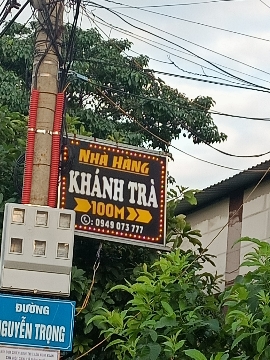 NHÀ HÀNG
KHÁNH TRÀ
100M
: 0949 073 777
ĐƯỜNG
NGUYỄN TRỌNG